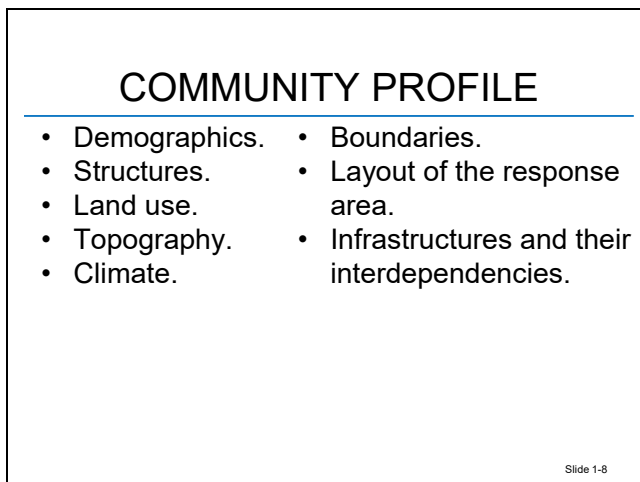 COMMUNITY PROFILE
• Demographics.
• Structures.
• Land use.
• Topography.
• Climate.
• Boundaries.
• Layout of the response
area.
• Infrastructures and their
interdependencies.
Slide 1-8